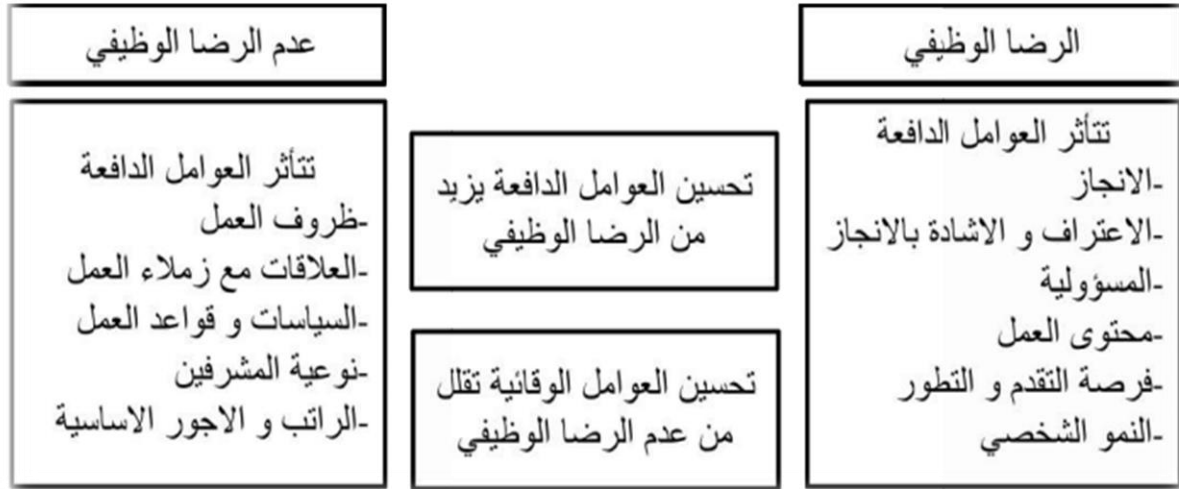 الرضا الوظيفي
تتأثر العوامل الدافعة
-الانجاز
-الاعتراف و الاشادة بالانجاز
-المسؤولية
-محتوى العمل
-فرصة التقدم و التطور
-النمو الشخصي
تحسين العوامل الدافعة يزيد
من الرضا الوظيفي
تحسين العوامل الوقائية تقلل
من عدم الرضا الوظيفي
عدم الرضا الوظيفي
تتأثر العوامل الدافعة
-ظروف العمل
-العلاقات مع زملاء العمل
-السياسات و قواعد العمل
-نوعية المشرفين
-الراتب و الاجور الاساسية